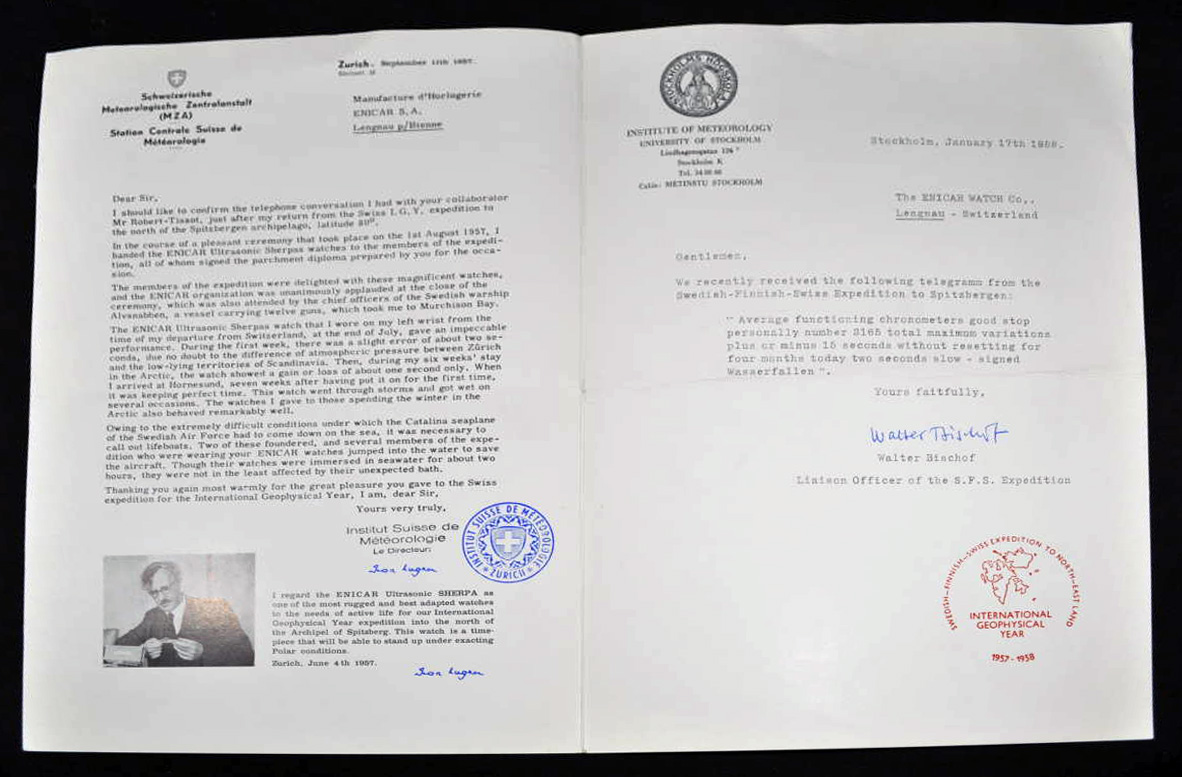 Schweizerische
Meteorologische Zentralanstalt
(MZA)
Station Centrale Suisse de
Météorologie
Zurich, September 11th 1957.
Manufacture d'Horlogerie
ENICAR S.A.
Lengnau p/Bienne
Dear Sir,
I should like to confirm the telephone conversation I had with your collaborator
Mr Robert-Tissot, just after my return from the Swiss I. G. Y. expedition to
the north of the Spitzbergen archipelago, latitude 80°.
In the course of a pleasant ceremony that took place on the 1st August 1957, I
handed the ENICAR Ultrasonic Sherpas watches to the members of the expedi-
tion, all of whom signed the parchment diploma prepared by you for the occa-
sion.
The members of the expedition were delighted with these magnificent watches,
and the ENICAR organization was unanimously applauded at the close of the
ceremony, which was also attended by the chief officers of the Swedish warship
Alvsnabben, a vessel carrying twelve guns, which took me to Murchison Bay.
The ENICAR Ultrasonic Sherpas watch that I wore on my left wrist from the
time of my departure from Switzerland, at the end of July, gave an impeccable
performance. During the first week, there was a slight error of about two se-
conds, due no doubt to the difference of atmospheric pressure between Zürich
and the low-lying territories of Scandinavia. Then, during my six weeks' stay
in the Arctic, the watch showed a gain or loss of about one second only. When
I arrived at Hornesund, seven weeks after having put it on for the first time,
it was keeping perfect time. This watch went through storms and got wet on
several occasions. The watches I gave to those spending the winter in the
Arctic also behaved remarkably well.
Owing to the extremely difficult conditions under which the Catalina seaplane
of the Swedish Air Force had to come down on the sea, it was necessary to
call out lifeboats. Two of these foundered, and several members of the expe-
dition who were wearing your ENICAR watches jumped into the water to save
the aircraft. Though their watches were immersed in seawater for about two
hours, they were not in the least affected by their unexpected bath.
Thanking you again most warmly for the great pleasure you gave to the Swiss
expedition for the International Geophysical Year, I am, dear Sir,
Yours very truly,
Institut Suisse de
Météorologie
Le Directeur:
INSTITUT SUISSE DE MÉTÉOROLOGIE
ZURICH
I regard the ENICAR Ultrasonic SHERPA as
one of the most rugged and best adapted watches
to the needs of active life for our International
Geophysical Year expedition into the north of
the Archipel of Spitsberg. This watch is a time-
piece that will be able to stand up under exacting
Polar conditions.
Zurich, June 4th 1957.
STOCKHOLMS HÖGSKOLA
INSTITUTE OF METEOROLOGY
UNIVERSITY OF STOCKHOLM
Lindhagensgatan 124
Stockholm K
Tel.
Cable: METINSTU STOCKHOLM
Stockholm, January 17th 1958.
The ENICAR WATCH Co.,
Lengnau - Switzerland
Gentlemen,
We recently received the following telegramm from the
Swedish-Finnish-Swiss Expedition to Spitzbergen:
" Average functioning chronometers good stop
personally number 3165 total maximum variations
plus or minus 15 seconds without resetting for
four months today two seconds slow - signed
Wasserfallen ".
Yours faithfully,
Walter Bischof
Walter Bischof
Liaison Officer of the S.F.S. Expedition
SWEDISH-FINNISH-SWISS EXPEDITION TO NORTH-EAST LAND
INTERNATIONAL
GEOPHYSICAL
YEAR
1957-1958